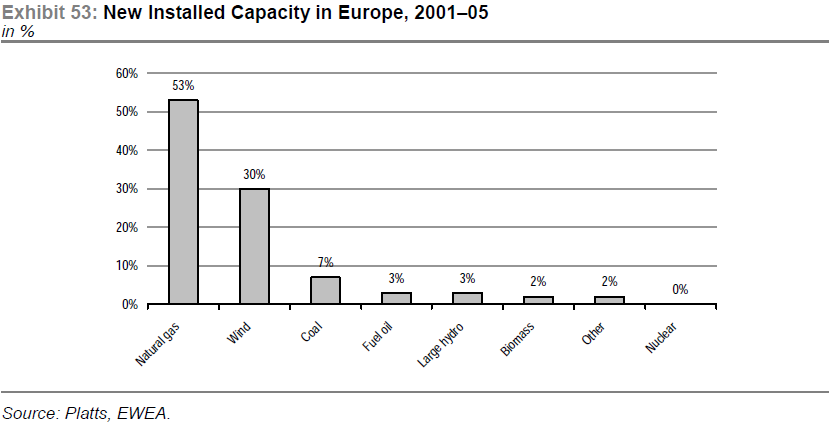 Exhibit 53: New Installed Capacity in Europe, 2001–05
in %
60%
50%
40%
30%
20%
10%
0%
53%
30%
7%
3%
3%
2%
2%
0%
Natural gas
Wind
Coal
Fuel oil
Large hydro
Biomass
Other
Nuclear
Source: Platts, EWEA.